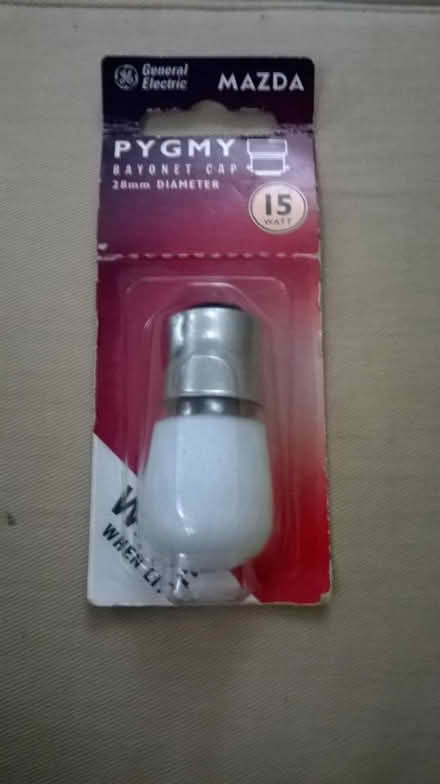 General
Electric
MAZDA
PYGMY
BAYONET CAP
28mm DIAMETER
15
WATT
WHEN